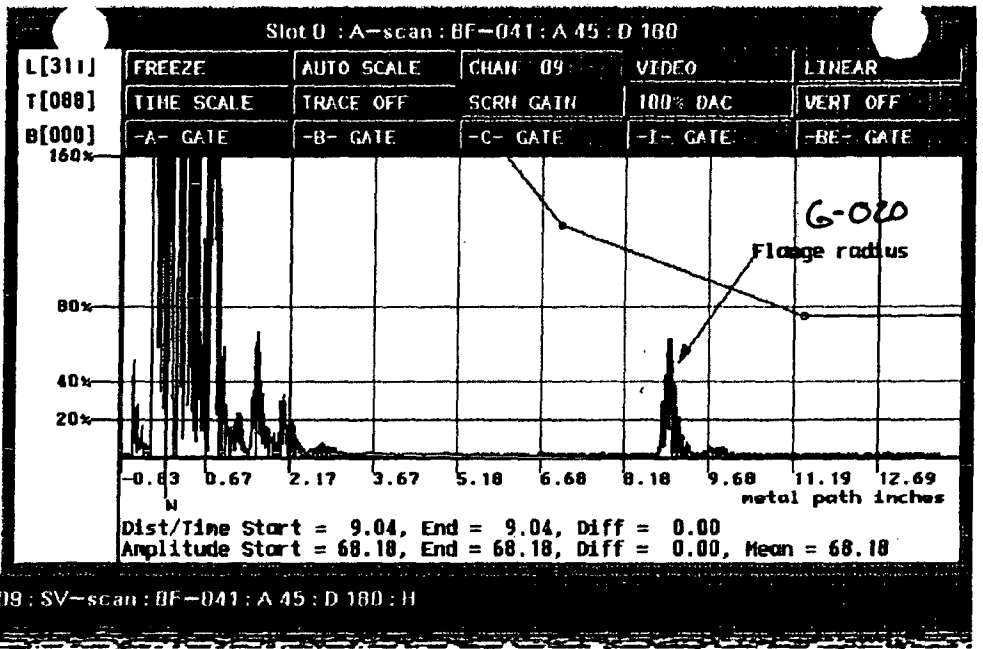 Slot 0 : A-scan : BF-041 : A 45 : D 180
L[311] FREEZE AUTO SCALE CHAN 09 VIDEO LINEAR
T[088] TIME SCALE TRACE OFF SCRN GAIN 100% DAC VERT OFF
B[000] -A- GATE -B- GATE -C- GATE -I- GATE -BE- GATE
160%
G-020
Flange radius
80%
40%
20%
-0.83 0.67 2.17 3.67 5.18 6.68 8.18 9.68 11.19 12.69
W metal path inches
Dist/Time Start = 9.04, End = 9.04, Diff = 0.00
Amplitude Start = 68.18, End = 68.18, Diff = 0.00, Mean = 68.18
09 : SV-scan : BF-041 : A 45 : D 180 : H